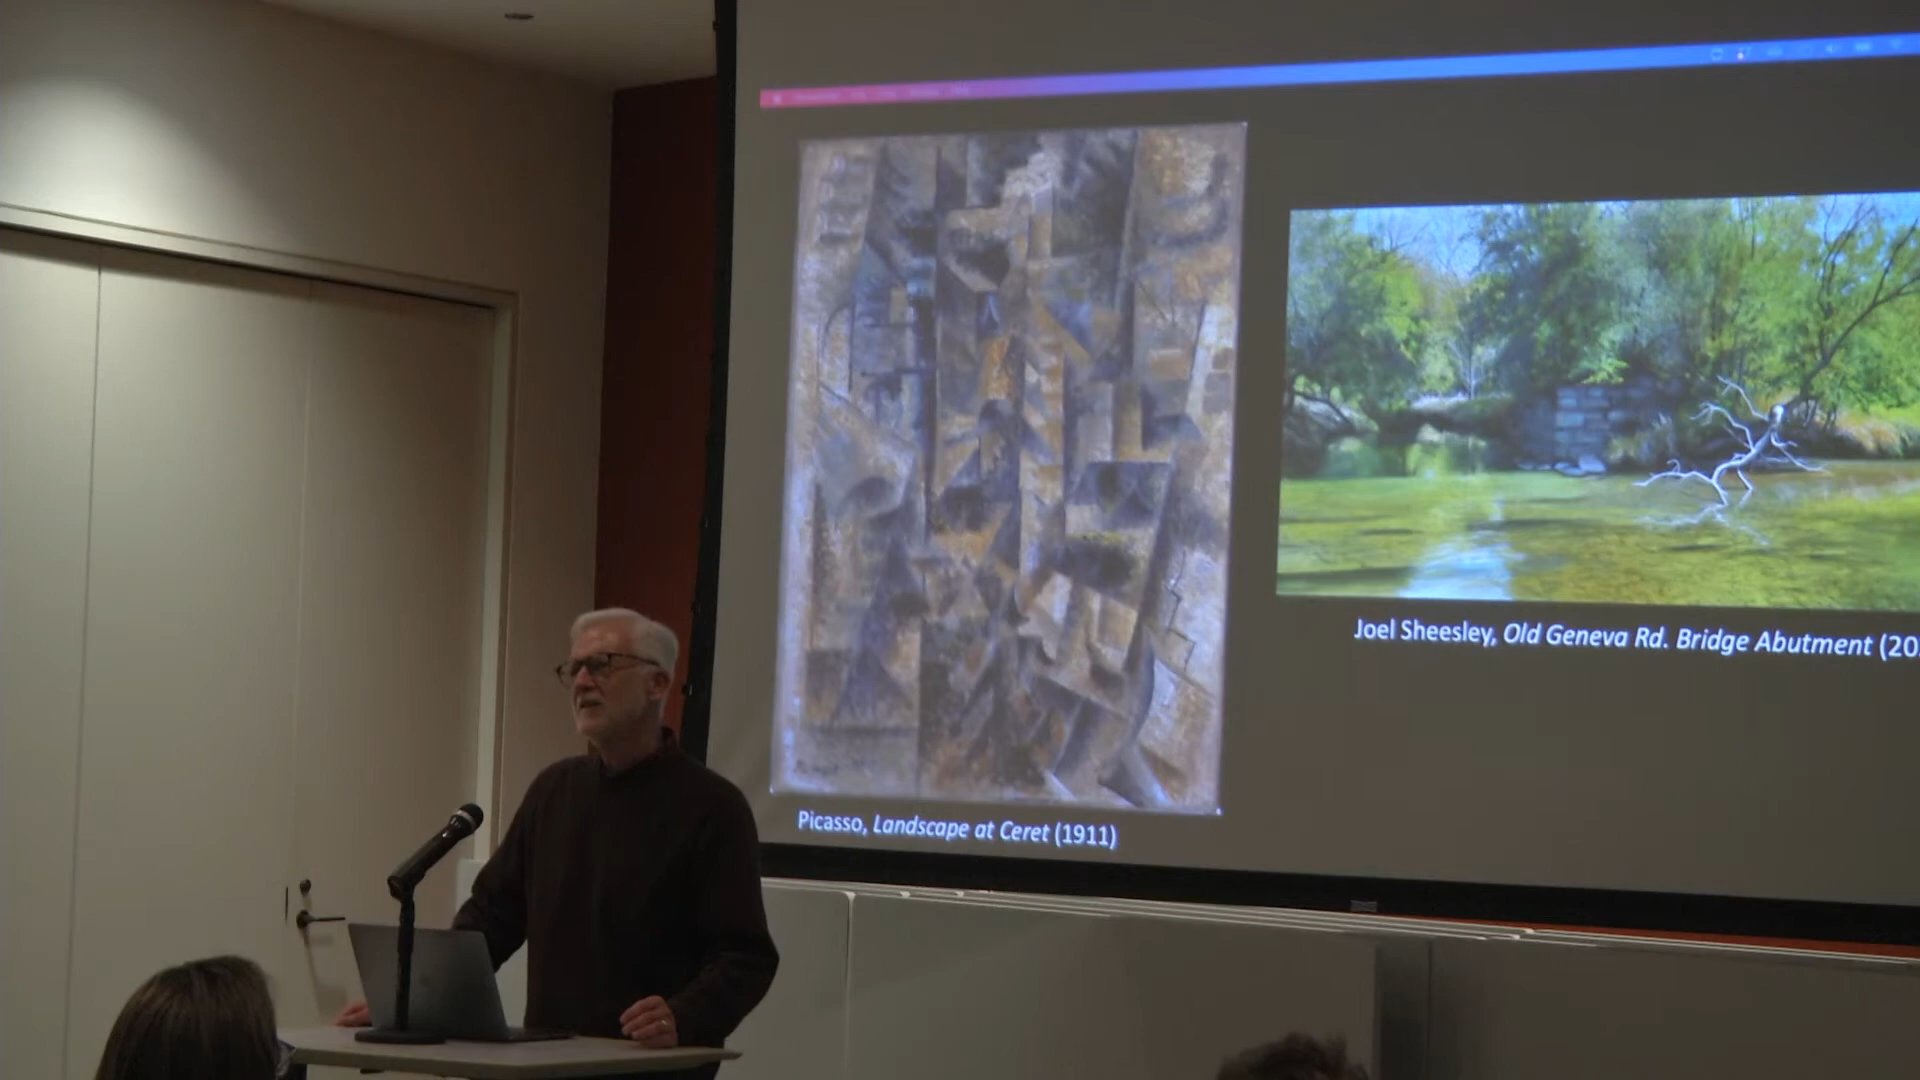 Joel Sheesley, Old Geneva Rd. Bridge Abutment (20
Picasso, Landscape at Ceret (1911)